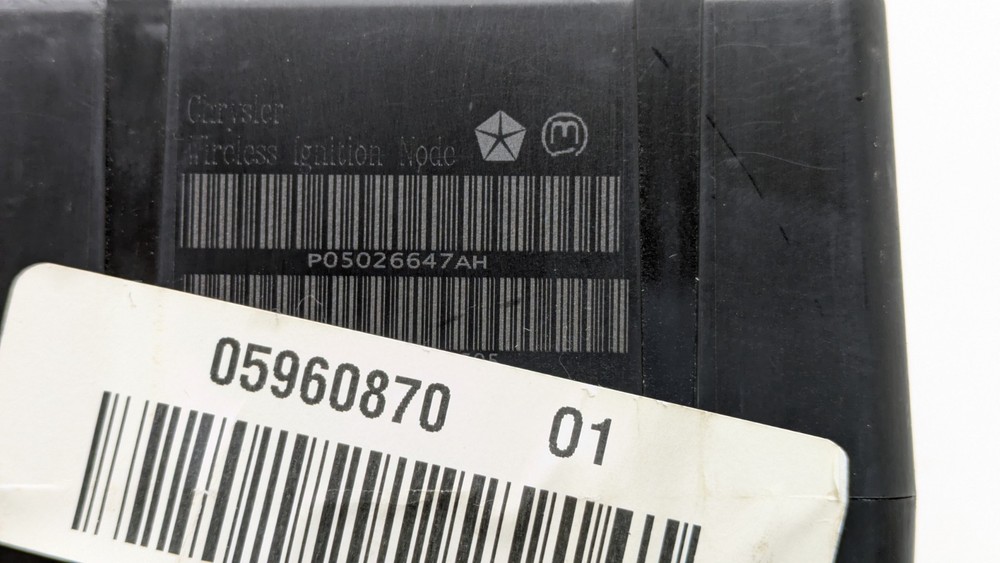 Chrysler
Wireless Ignition Node
P05026647AH
05960870 01